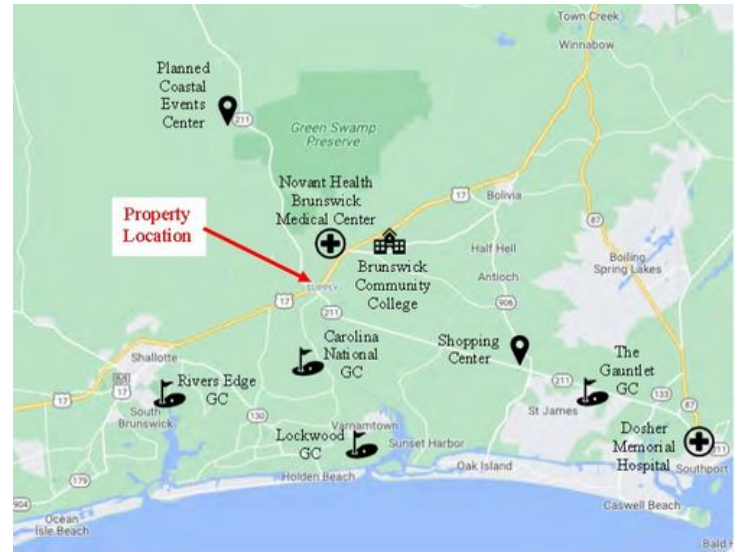 Town Creek
Winnabow
Planned
Coastal
Events
Center
211
Green Swamp
Preserve
Novant Health
Brunswick
Medical Center
17
Bolivia
87
Property
Location
Half Hell
Boiling
Spring Lakes
Brunswick
Community
College
Antioch
SUPPLY
17
211
906
Carolina
National
GC
Shopping
Center
The
Gauntlet
GC
Shallotte
17
Rivers Edge
GC
211
133
17
South
Brunswick
130
St James
87
Lockwood
GC
Varnamtown
Sunset Harbor
Dosher
Memorial
Hospital
211
Oak Island
Southport
Holden Beach
179
904
Caswell Beach
Ocean
Isle Beach
Bald H